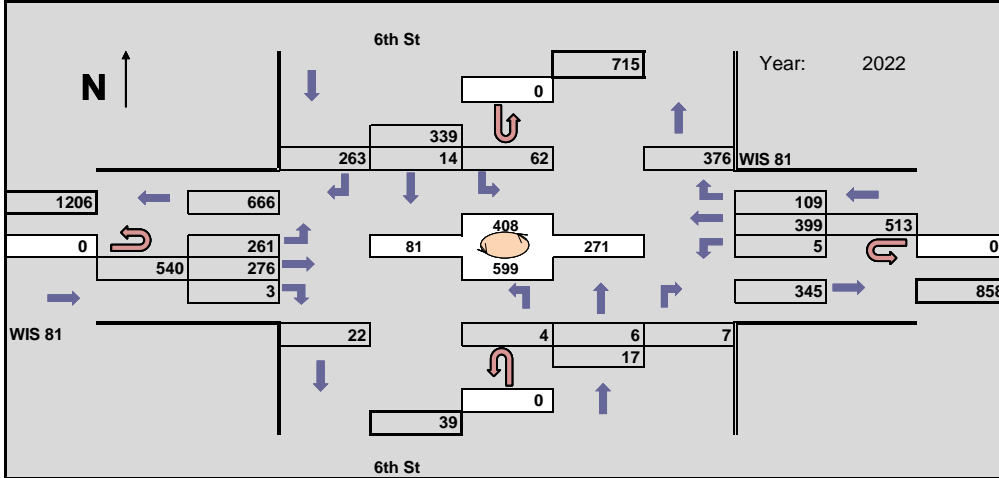 6th St
715
Year: 2022
N
0
339
263 14 62 376 WIS 81
1206 666 109
408 399 513
0 261 81 271 5 0
540 276 599
3 345 858
WIS 81 22 4 6 7
17
0
39
6th St